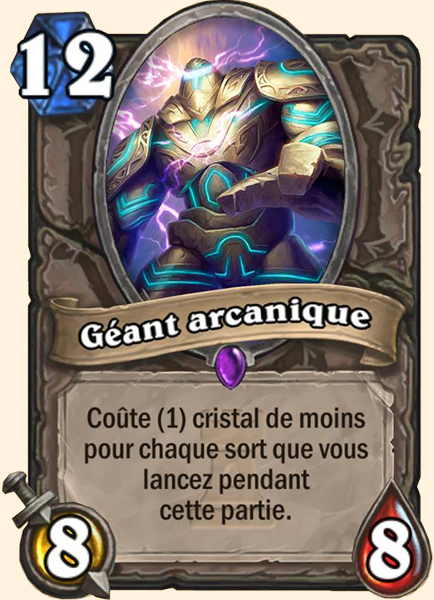 12
Géant arcanique
Coûte (1) cristal de moins
pour chaque sort que vous
lancez pendant
cette partie.
8
8